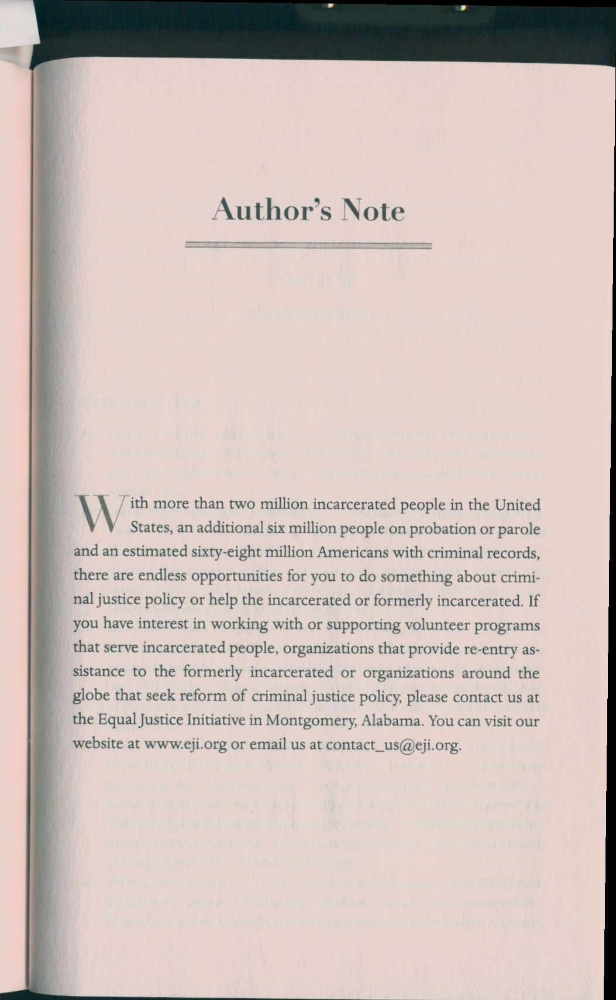 Author's Note
With more than two million incarcerated people in the United
States, an additional six million people on probation or parole
and an estimated sixty-eight million Americans with criminal records,
there are endless opportunities for you to do something about crimi-
nal justice policy or help the incarcerated or formerly incarcerated. If
you have interest in working with or supporting volunteer programs
that serve incarcerated people, organizations that provide re-entry as-
sistance to the formerly incarcerated or organizations around the
globe that seek reform of criminal justice policy, please contact us at
the Equal Justice Initiative in Montgomery, Alabama. You can visit our
website at www.eji.org or email us at contact_us@eji.org.